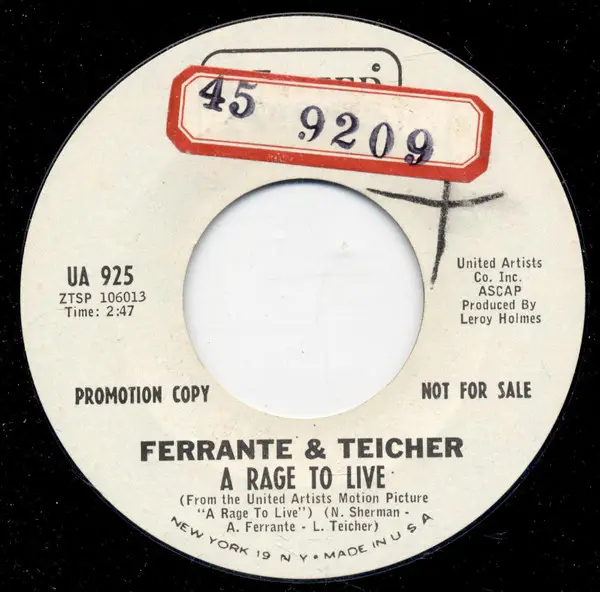 45 9209
UA 925
ZTSP 106013
Time: 2:47
United Artists
Co. Inc.
ASCAP
Produced By
Leroy Holmes
PROMOTION COPY
NOT FOR SALE
FERRANTE & TEICHER
A RAGE TO LIVE
(From the United Artists Motion Picture
"A Rage To Live") (N. Sherman -
A. Ferrante - L. Teicher)
NEW YORK 19 N Y • MADE IN U S A